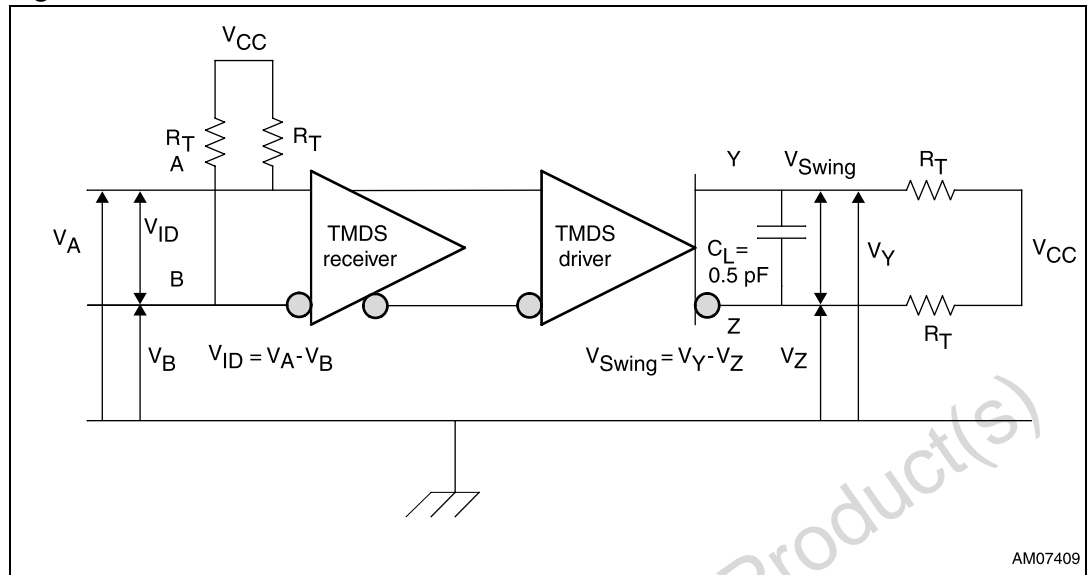 VCC
RT
RT
A
VA
VID
B
VB
VID = VA-VB
TMDS
receiver
TMDS
driver
Y
VSwing
RT
CL=
0.5 pF
VY
VCC
Z
RT
VSwing=VY-VZ
VZ
Product(s)
AM07409